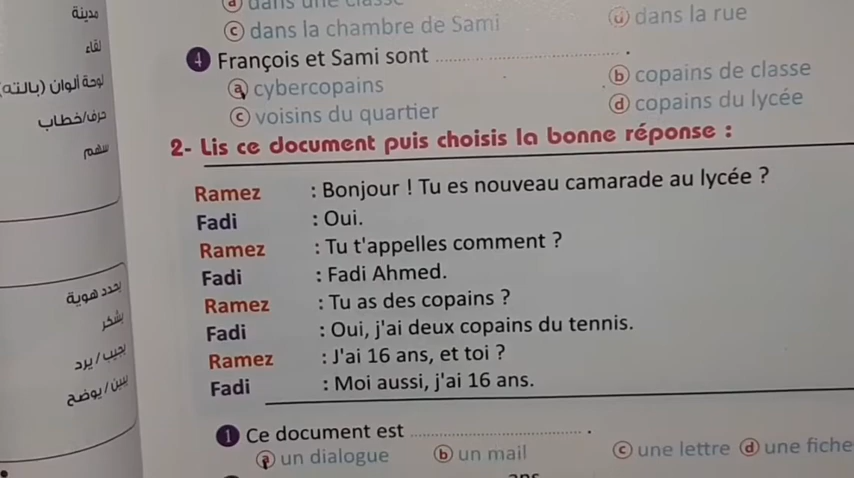 مدينة
لقاء
لوحة ألوان (بالته)
حرف/خطاب
سهم
يحدد هوية
يشكر
يجيب / يرد
يبين / يوضح
ⓐ dans une classe
ⓒ dans la chambre de Sami ⓓ dans la rue
4 François et Sami sont .
ⓐ cybercopains ⓑ copains de classe
ⓒ voisins du quartier ⓓ copains du lycée
2- Lis ce document puis choisis la bonne réponse :
Ramez : Bonjour ! Tu es nouveau camarade au lycée ?
Fadi : Oui.
Ramez : Tu t'appelles comment ?
Fadi : Fadi Ahmed.
Ramez : Tu as des copains ?
Fadi : Oui, j'ai deux copains du tennis.
Ramez : J'ai 16 ans, et toi ?
Fadi : Moi aussi, j'ai 16 ans.
1 Ce document est .
ⓐ un dialogue ⓑ un mail ⓒ une lettre ⓓ une fiche
ans